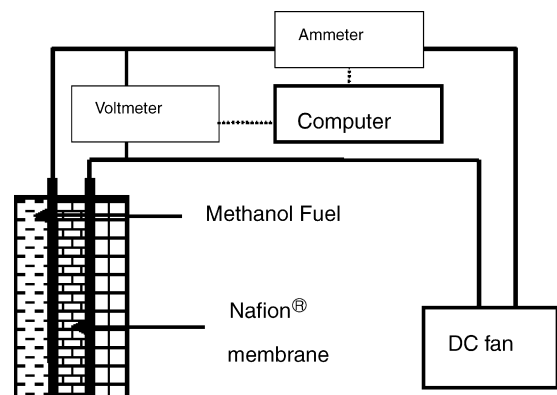 Ammeter
Voltmeter
Computer
Methanol Fuel
Nafion®
membrane
DC fan